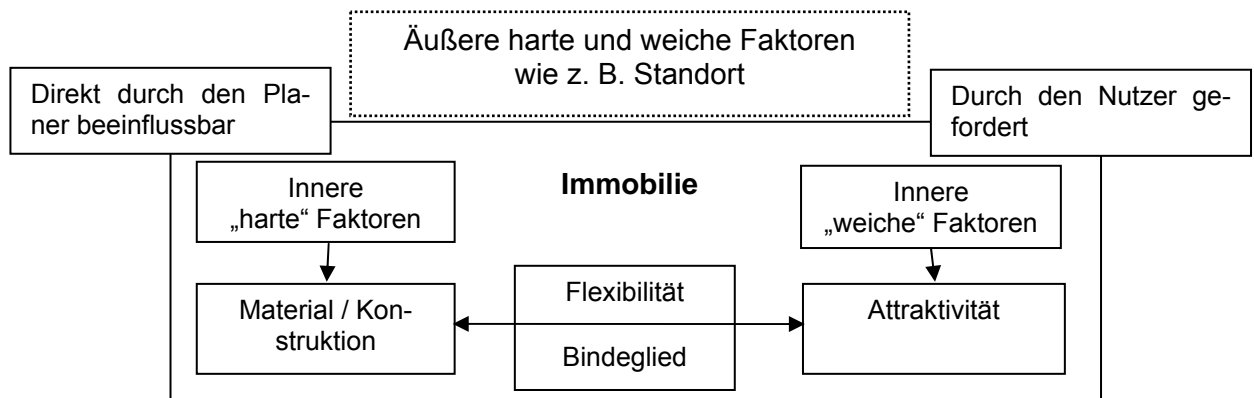 Äußere harte und weiche Faktoren
wie z. B. Standort
Direkt durch den Pla-
ner beeinflussbar
Durch den Nutzer ge-
fordert
Immobilie
Innere
„harte“ Faktoren
Innere
„weiche“ Faktoren
Material / Kon-
struktion
Flexibilität
Bindeglied
Attraktivität